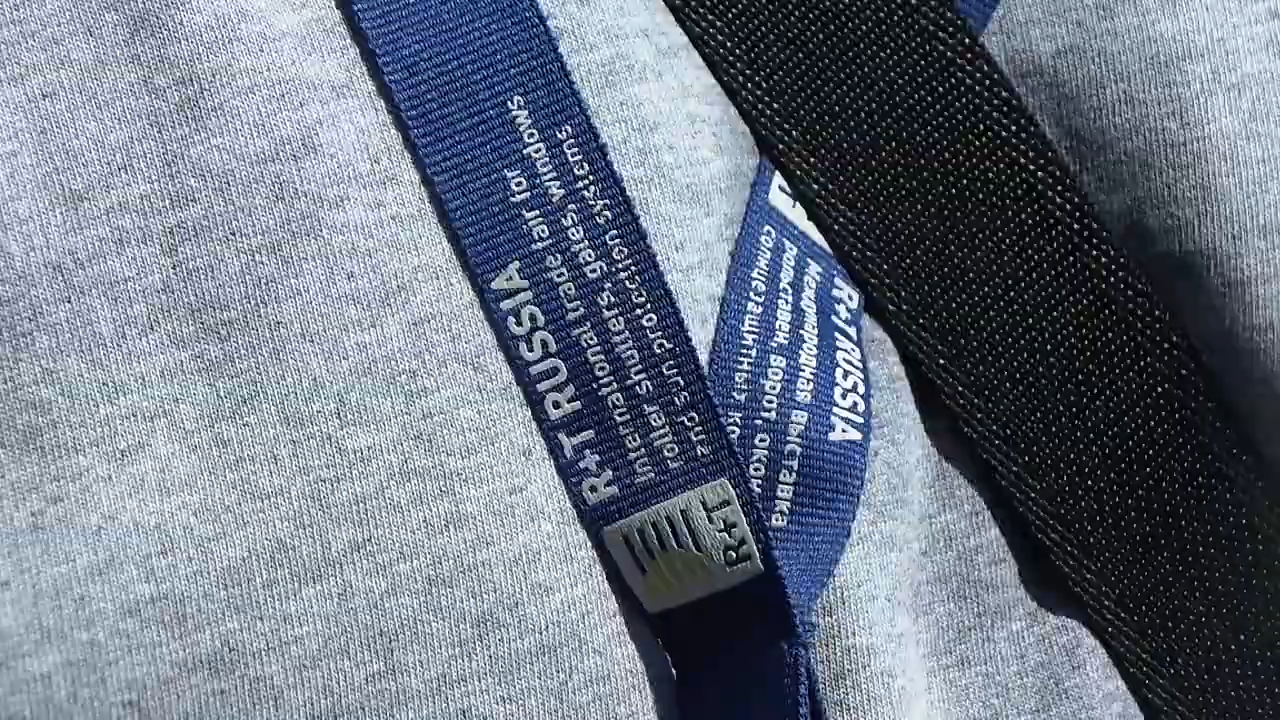 R+T RUSSIA
International trade fair for
roller shutters, gates, windows
and sun protection systems
R+T
R+T RUSSIA
Международная выставка
рольставен, ворот, окон
солнцезащитных